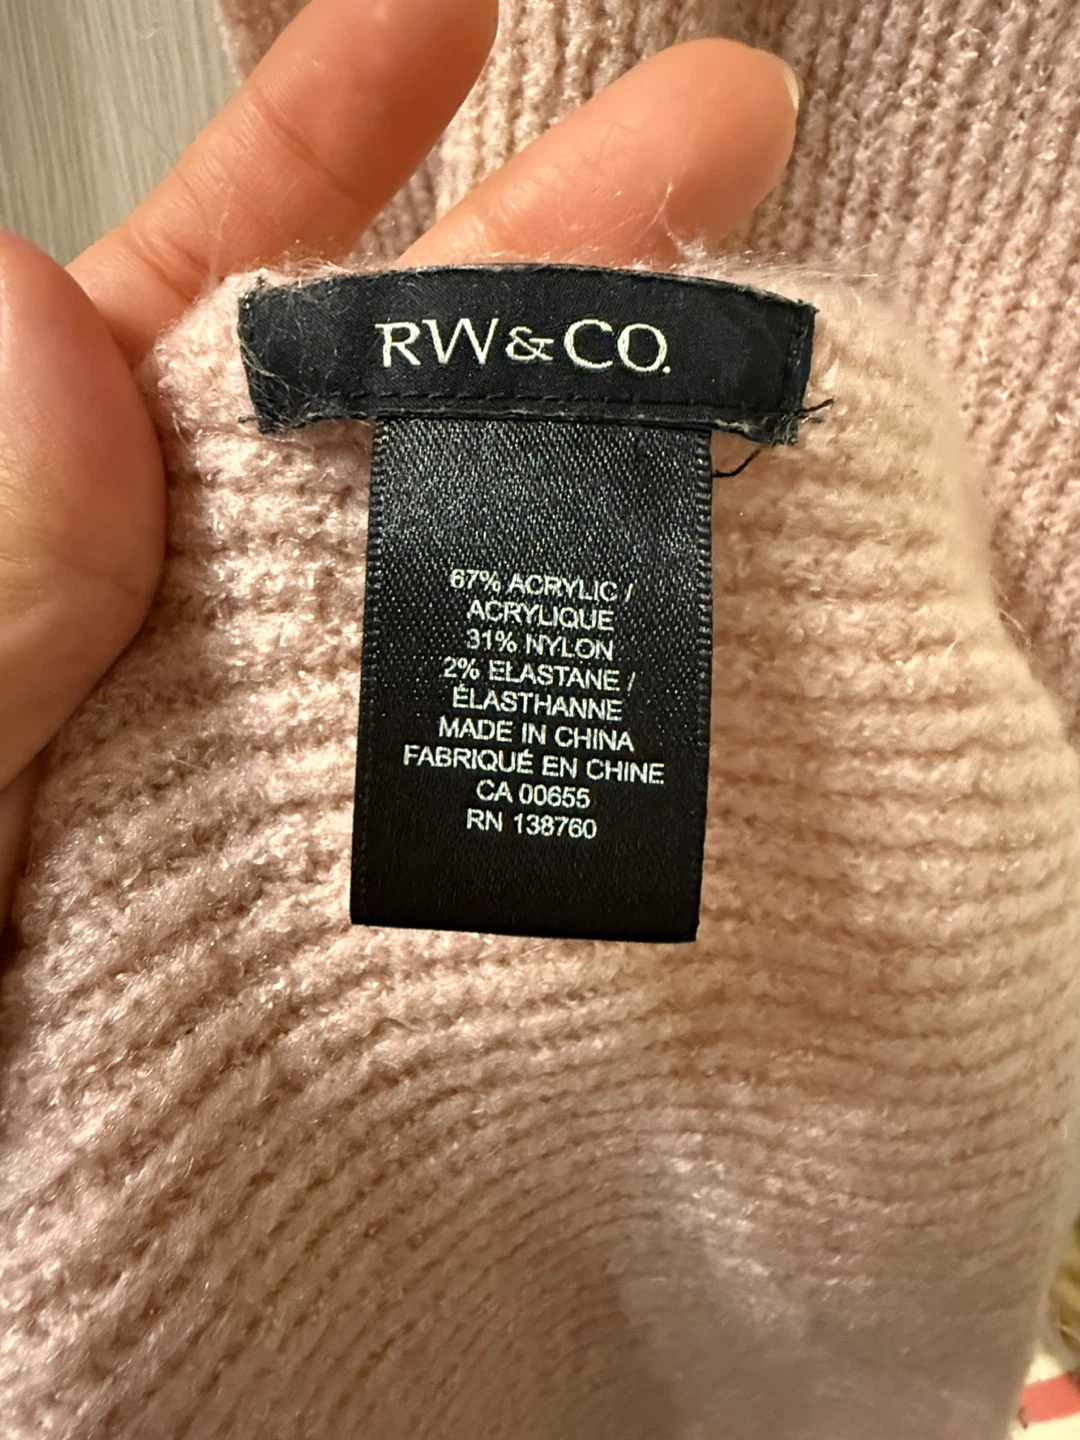 RW&CO.
67% ACRYLIC /
ACRYLIQUE
31% NYLON
2% ELASTANE /
ÉLASTHANNE
MADE IN CHINA
FABRIQUÉ EN CHINE
CA 00655
RN 138760